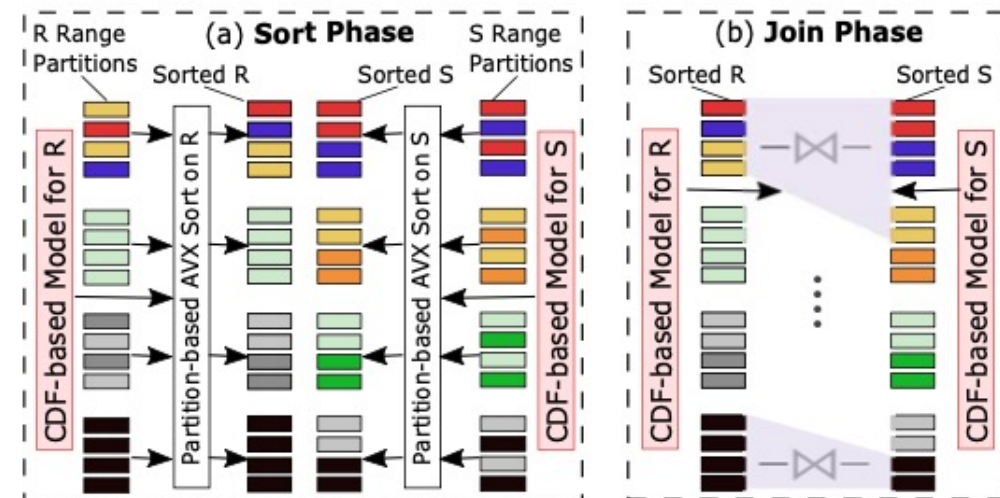 (a) Sort Phase
R Range
Partitions
Sorted R
Sorted S
S Range
Partitions
CDF-based Model for R
Partition-based AVX Sort on R
Partition-based AVX Sort on S
CDF-based Model for S
(b) Join Phase
Sorted R
Sorted S
CDF-based Model for R
CDF-based Model for S